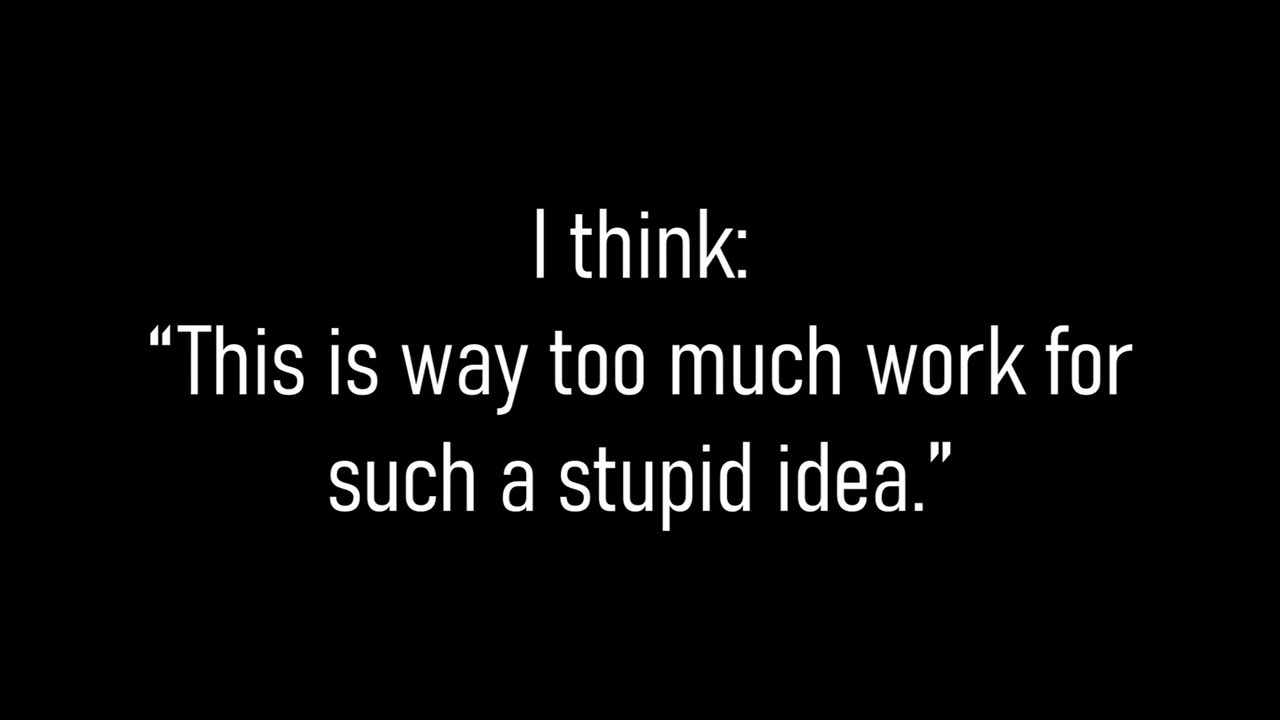 I think:
“This is way too much work for
such a stupid idea.”